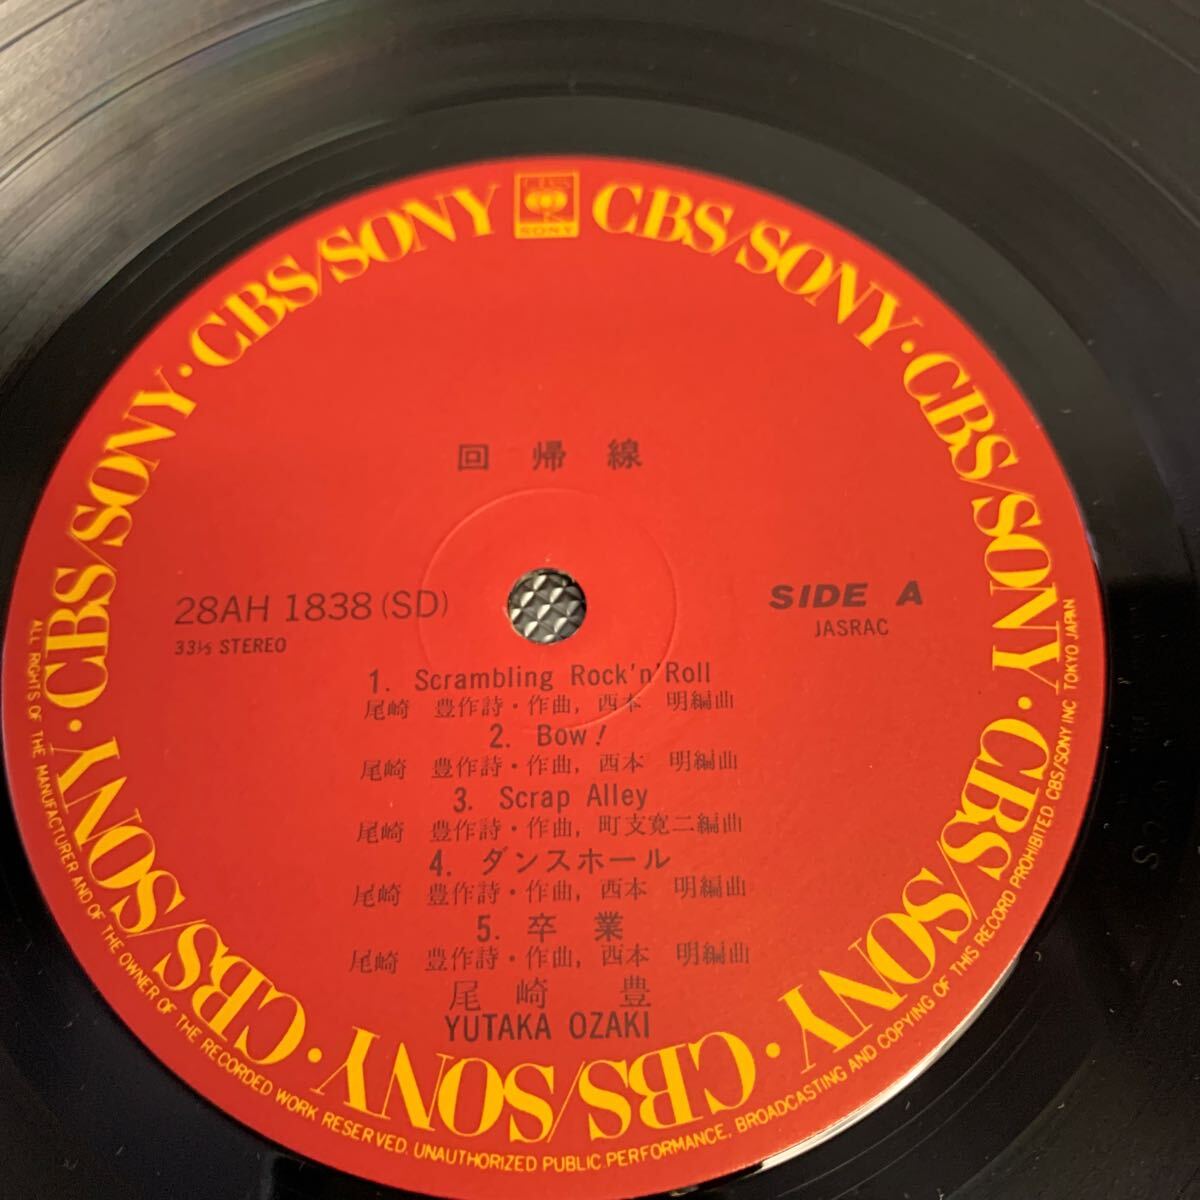 CBS/SONY · CBS/SONY · CBS/SONY · CBS/SONY · CBS/SONY · CBS/SONY · CBS/SONY · CBS/SONY
CBS
SONY
回帰線
28AH 1838 (SD)
33⅓ STEREO
SIDE A
JASRAC
1. Scrambling Rock'n'Roll
尾崎 豊作詩・作曲, 西本 明編曲
2. Bow!
尾崎 豊作詩・作曲, 西本 明編曲
3. Scrap Alley
尾崎 豊作詩・作曲, 町支寛二編曲
4. ダンスホール
尾崎 豊作詩・作曲, 西本 明編曲
5. 卒業
尾崎 豊作詩・作曲, 西本 明編曲
尾崎 豊
YUTAKA OZAKI
ALL RIGHTS OF THE MANUFACTURER AND OF THE OWNER OF THE RECORDED WORK RESERVED. UNAUTHORIZED PUBLIC PERFORMANCE, BROADCASTING AND COPYING OF THIS RECORD PROHIBITED CBS/SONY INC TOKYO JAPAN